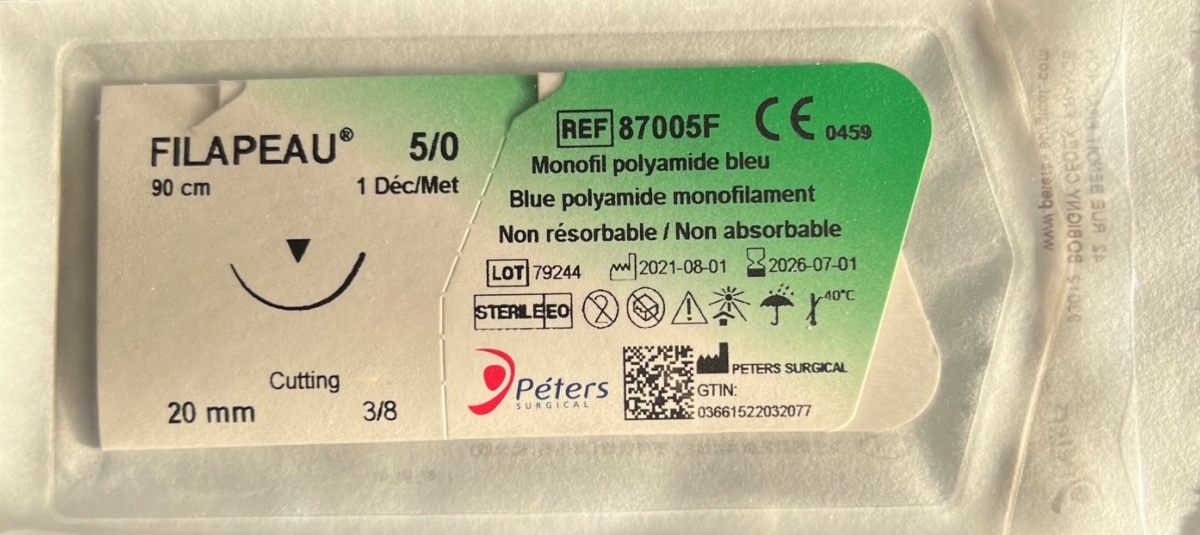 FILAPEAU® 5/0
90 cm 1 Déc/Met
Cutting
20 mm 3/8
REF 87005F CE 0459
Monofil polyamide bleu
Blue polyamide monofilament
Non résorbable / Non absorbable
LOT 79244 2021-08-01 2026-07-01
STERILE EO 2 40°C
Péters
SURGICAL
PETERS SURGICAL
GTIN:
03661522032077